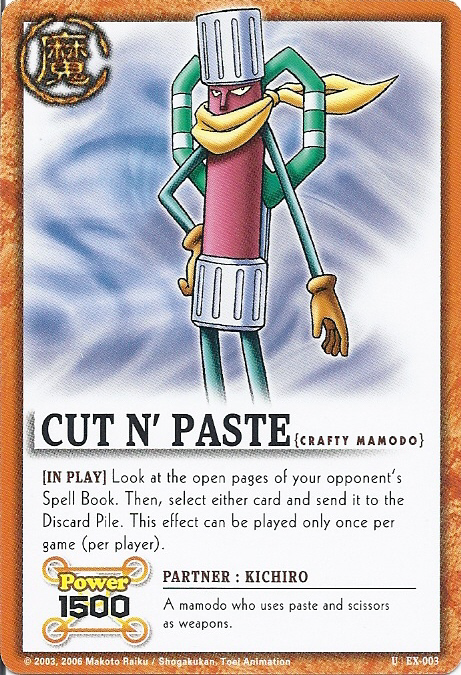 魔
CUT N' PASTE {CRAFTY MAMODO}
[IN PLAY] Look at the open pages of your opponent's
Spell Book. Then, select either card and send it to the
Discard Pile. This effect can be played only once per
game (per player).
Power
1500
PARTNER : KICHIRO
A mamodo who uses paste and scissors
as weapons.
© 2003, 2006 Makoto Raiku / Shogakukan, Toei Animation
U | EX-003